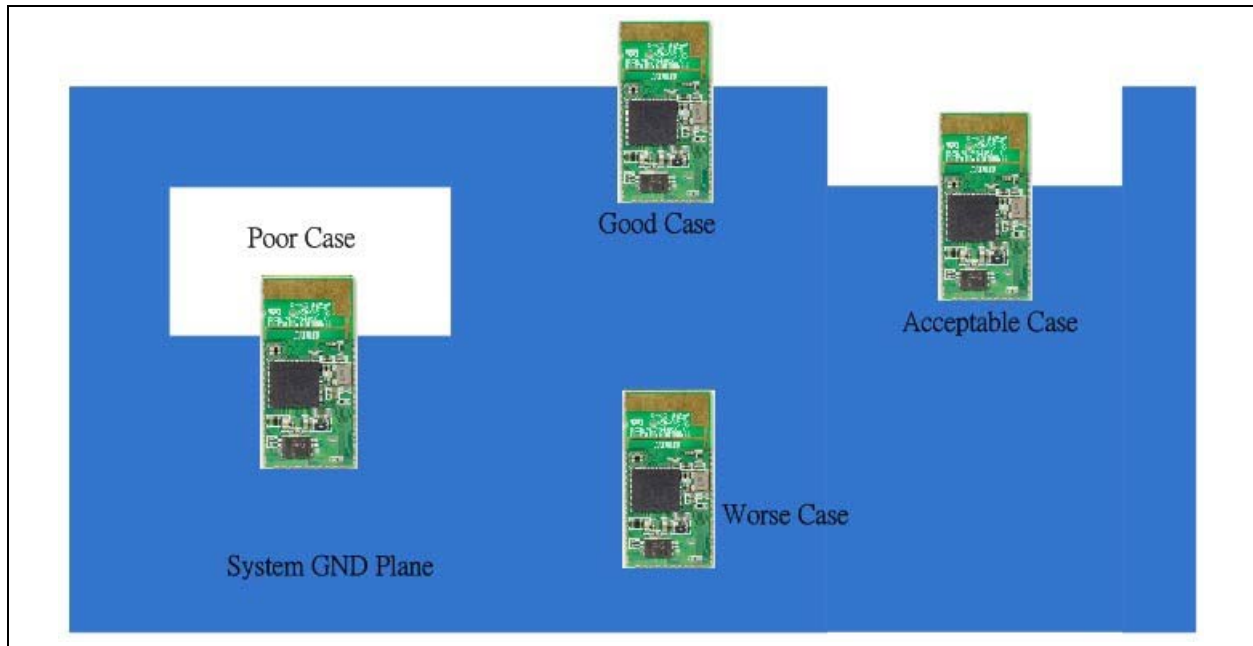 Good Case
Poor Case
Acceptable Case
Worse Case
System GND Plane